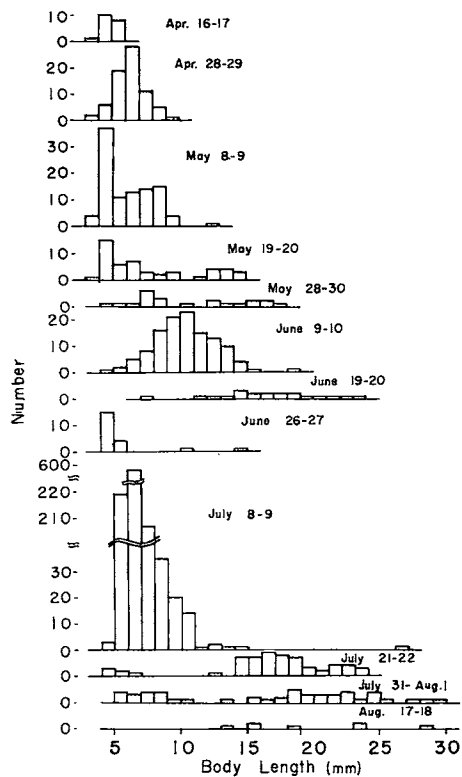 10
0
Apr. 16-17
20
10
0
Apr. 28-29
30
20
10
0
May 8-9
10
0
May 19-20
0
May 28-30
20
10
0
June 9-10
0
June 19-20
10
0
June 26-27
600
220
210
30
20
10
0
July 8-9
0
July 21-22
0
July 31-Aug.1
0
Aug. 17-18
Number
5 10 15 20 25 30
Body Length (mm)